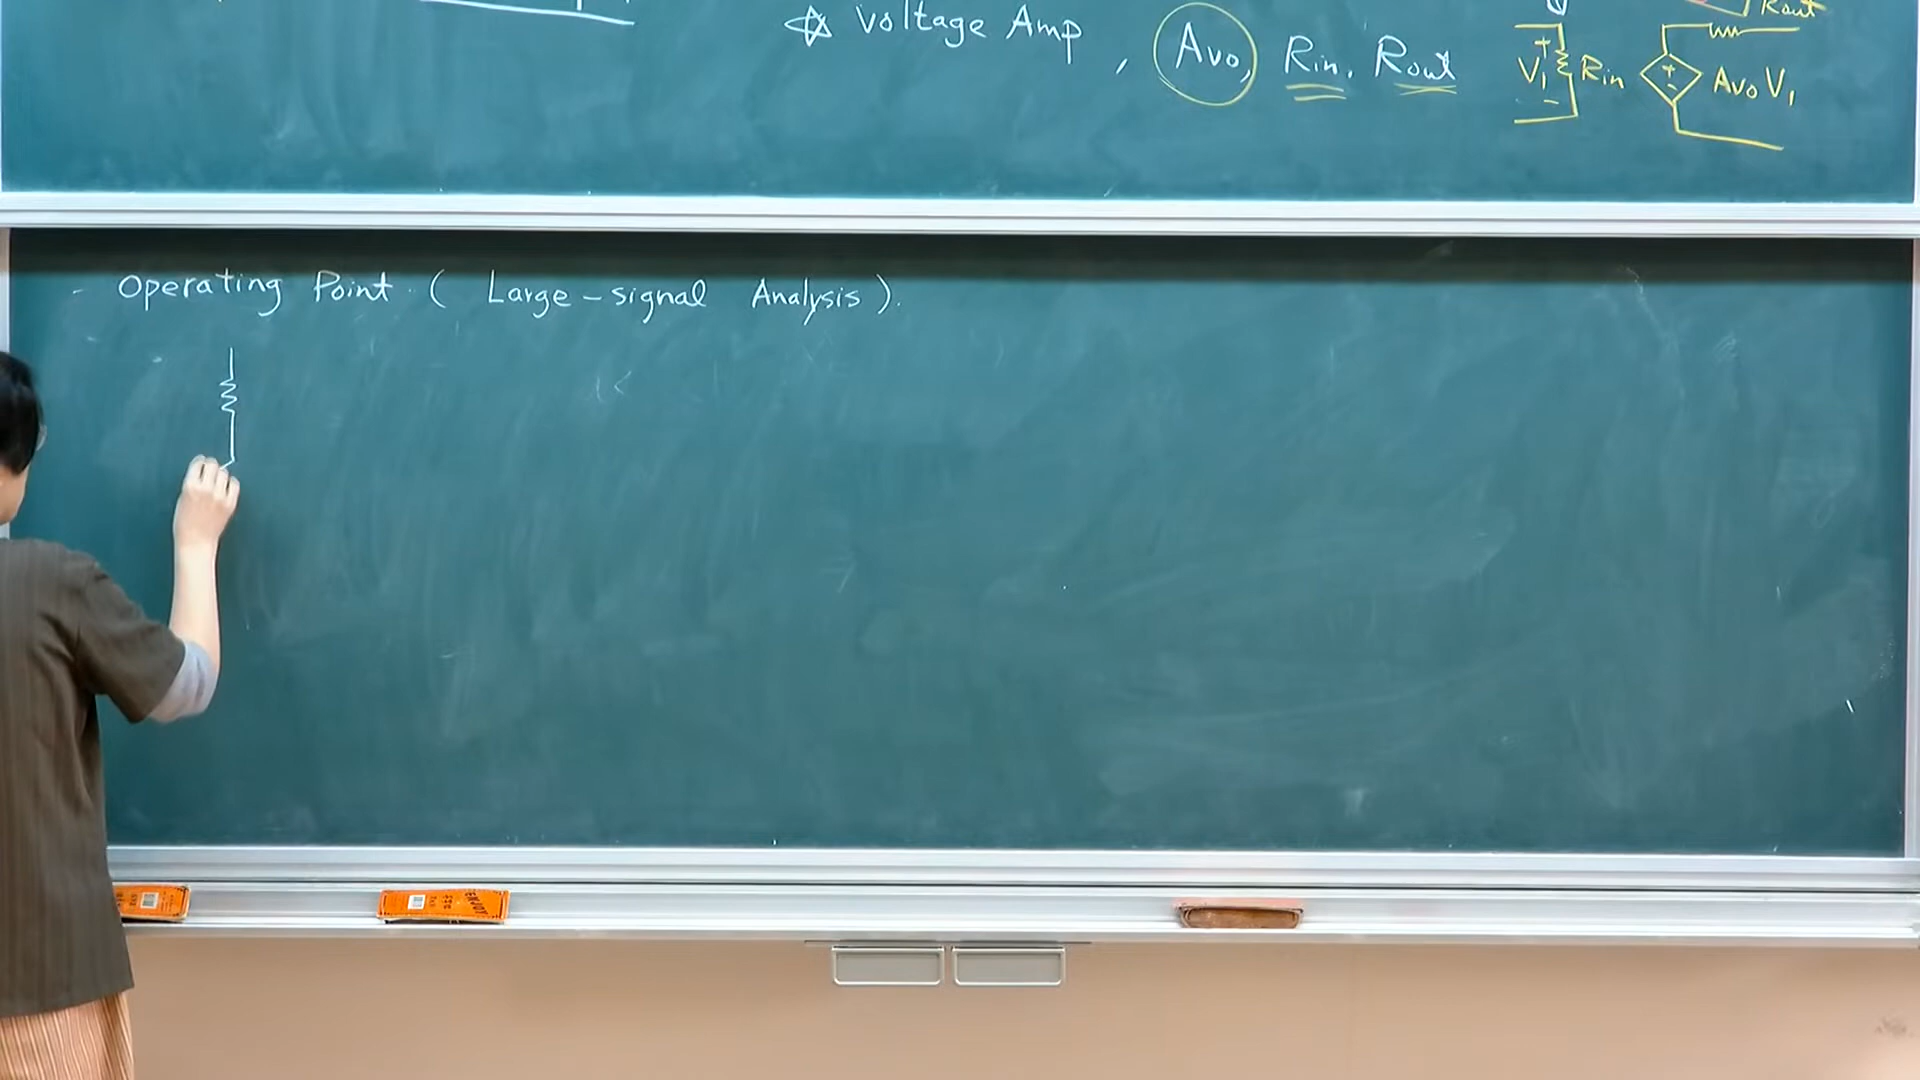 ☆ Voltage Amp, Avo, Rin, Rout
Rout
+
V1 Rin
-
+
- Avo V1
- Operating Point. ( Large-signal Analysis ).